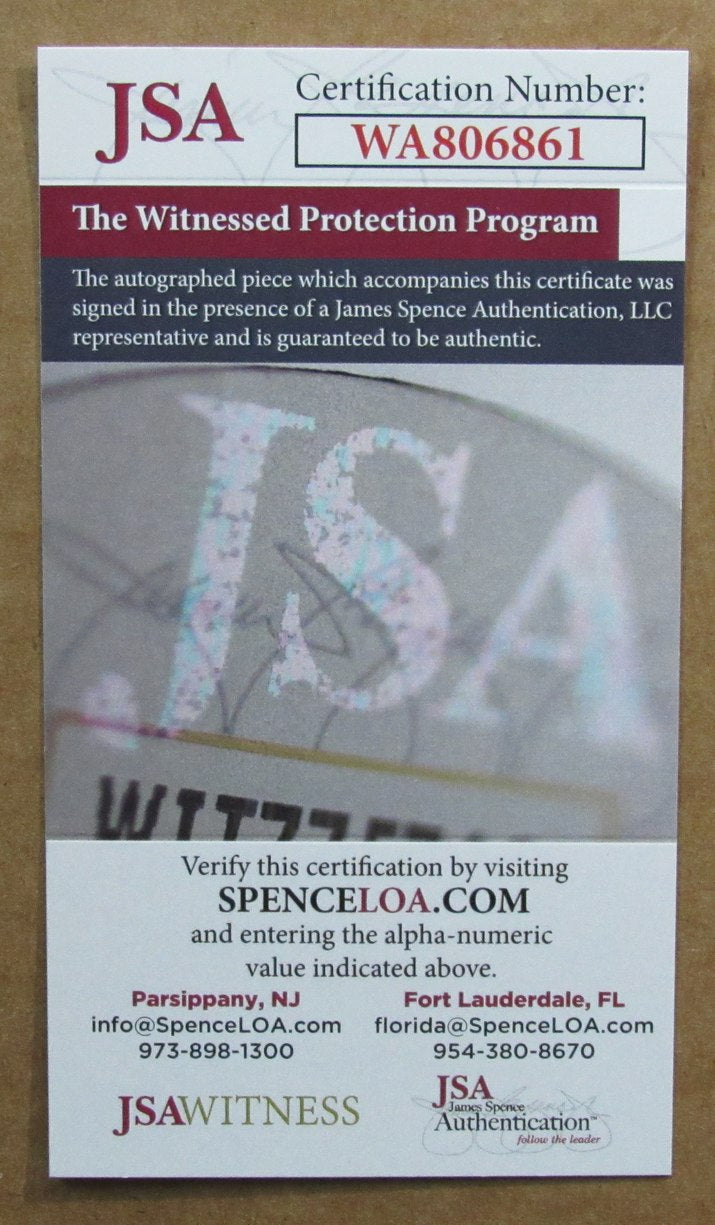 JSA
Certification Number:
WA806861
The Witnessed Protection Program
The autographed piece which accompanies this certificate was
signed in the presence of a James Spence Authentication, LLC
representative and is guaranteed to be authentic.
JSA
Verify this certification by visiting
SPENCELOA.COM
and entering the alpha-numeric
value indicated above.
Parsippany, NJ
info@SpenceLOA.com
973-898-1300
Fort Lauderdale, FL
florida@SpenceLOA.com
954-380-8670
JSAWITNESS
JSA
James Spence
Authentication™
follow the leader